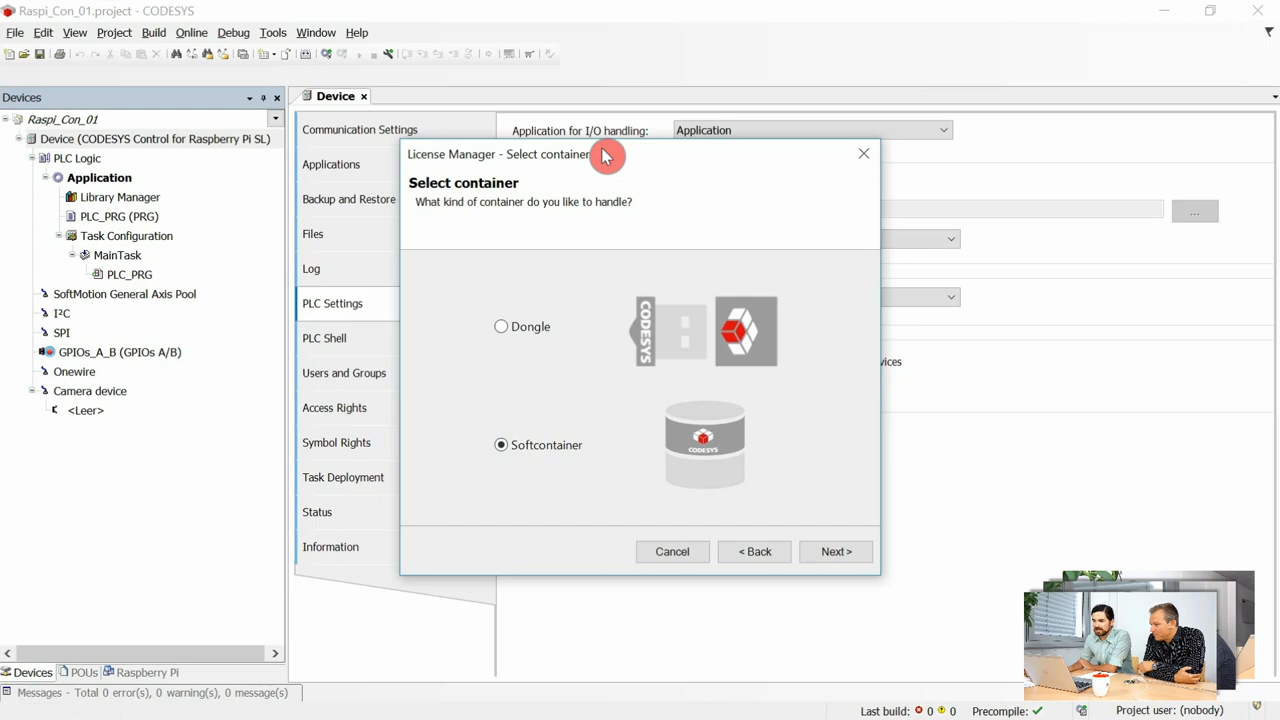 Raspi_Con_01.project - CODESYS
File Edit View Project Build Online Debug Tools Window Help
Devices
Raspi_Con_01
Device (CODESYS Control for Raspberry Pi SL)
PLC Logic
Application
Library Manager
PLC_PRG (PRG)
Task Configuration
MainTask
PLC_PRG
SoftMotion General Axis Pool
I²C
SPI
GPIOs_A_B (GPIOs A/B)
Onewire
Camera device
<Leer>
Devices POUs Raspberry Pi
Device
Communication Settings
Applications
Backup and Restore
Files
Log
PLC Settings
PLC Shell
Users and Groups
Access Rights
Symbol Rights
Task Deployment
Status
Information
Application for I/O handling: Application
...
vices
License Manager - Select container
Select container
What kind of container do you like to handle?
Dongle
CODESYS
Softcontainer
CODESYS
Cancel < Back Next >
Messages - Total 0 error(s), 0 warning(s), 0 message(s)
Last build: 0 0 Precompile: Project user: (nobody)